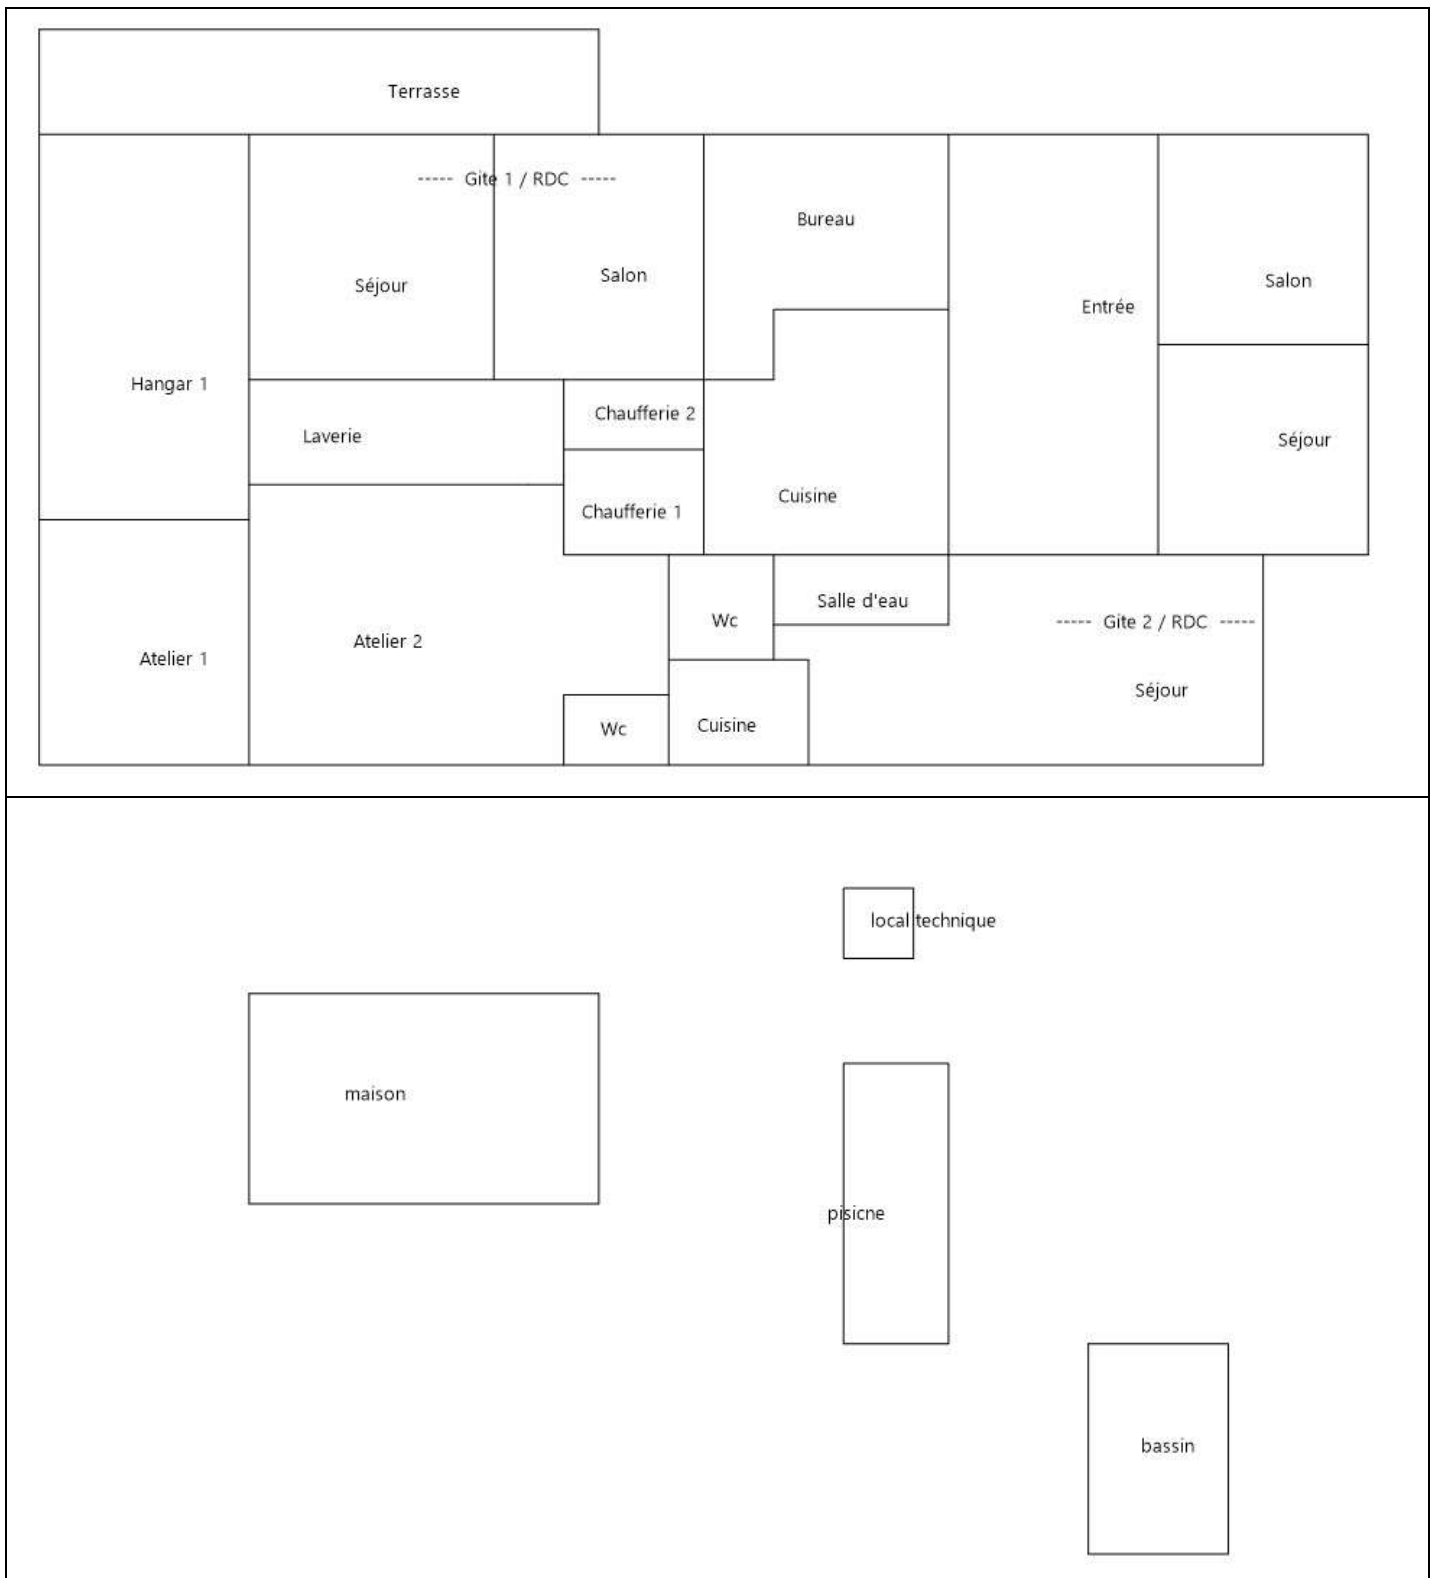 Terrasse
----- Gite 1 / RDC -----
Bureau
Séjour
Salon
Entrée
Salon
Hangar 1
Laverie
Chaufferie 2
Séjour
Cuisine
Chaufferie 1
Salle d'eau
Wc
----- Gite 2 / RDC -----
Atelier 1
Atelier 2
Séjour
Wc
Cuisine
local technique
maison
pisicne
bassin